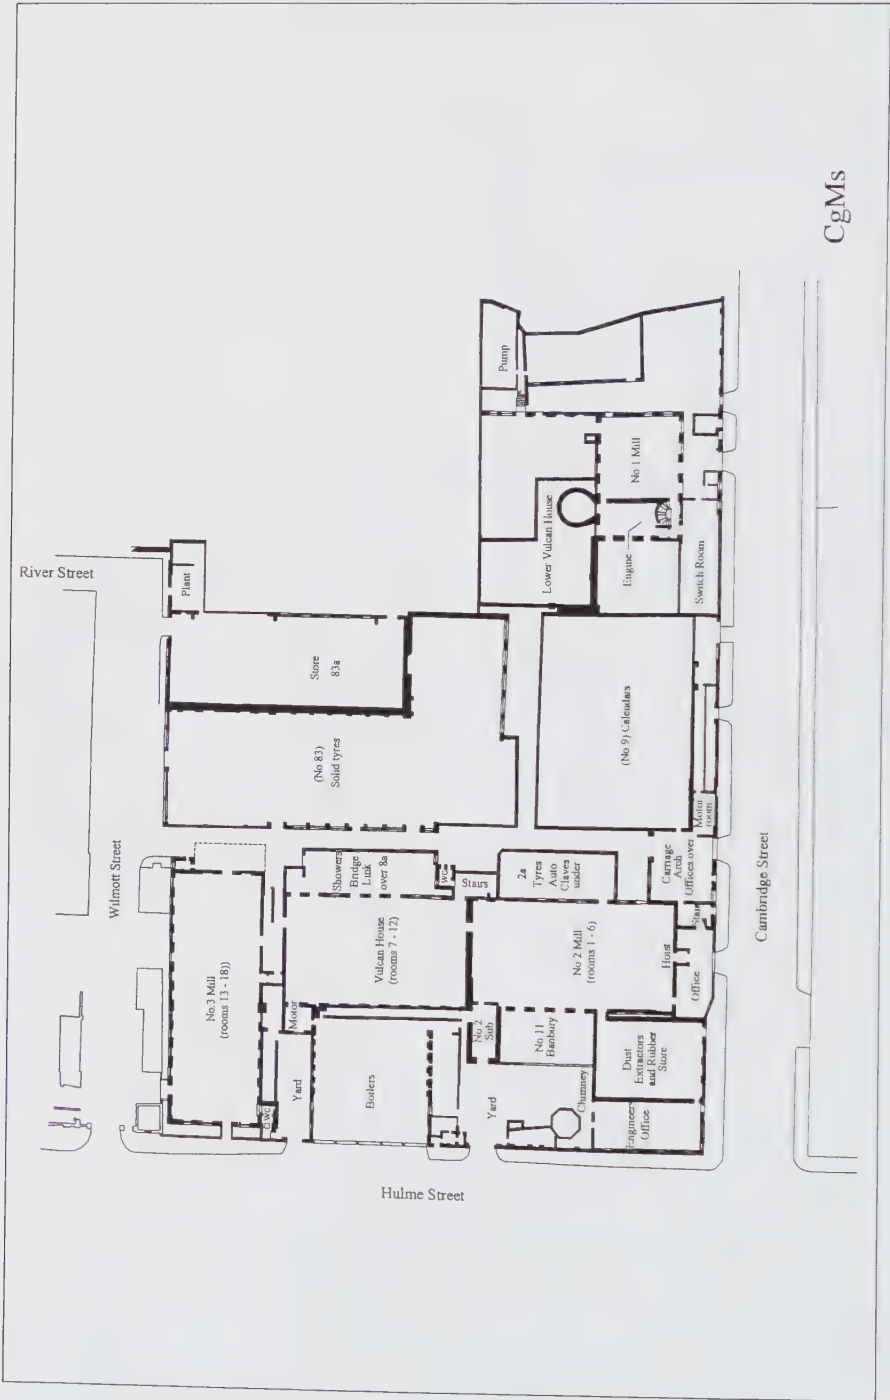 CgMs
River Street
Wilmott Street
Cambridge Street
Hulme Street
Pump
No 1 Mill
Lower Vulcan House
Engine
Switch Room
Plant
Store
83a
(No 83)
Solid tyres
(No 9) Calendars
Motor
room
Carriage
Arch
Offices over
Showers
Bridge
Link
over 8a
WC
Stairs
2a
Tyres
Auto
Claves
under
No.3 Mill
(rooms 13 - 18))
Vulcan House
(rooms 7 - 12)
No 2 Mill
(rooms 1 - 6)
Hoist
Stair
Office
Motor
No 2
Sub
No 11
Banbury
Dust
Extractors
and Rubber
Store
Yard
Boilers
Yard
Chimney
WC
Engineer
Office